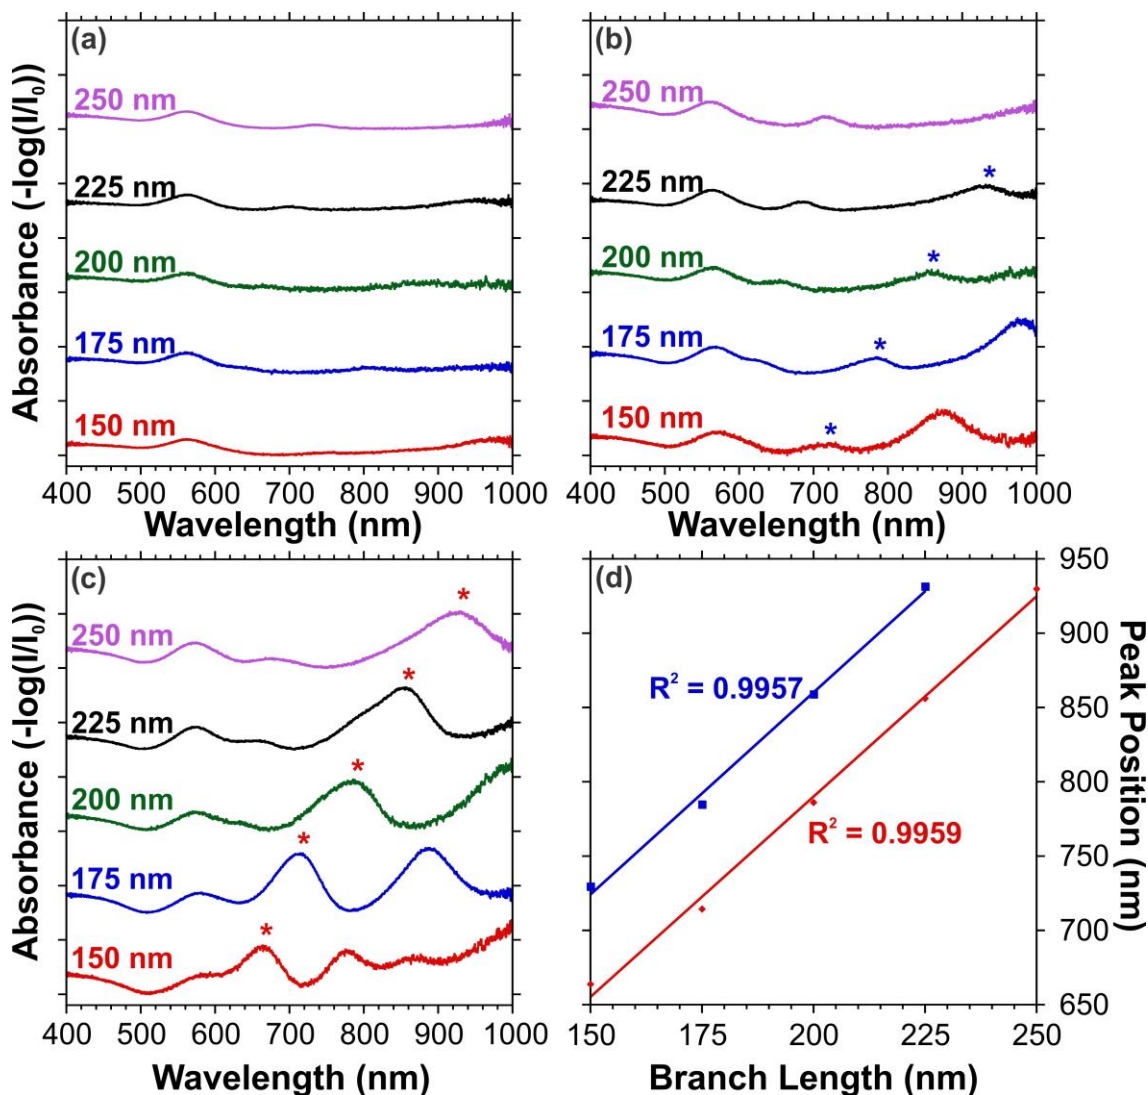 (a)
250 nm
225 nm
200 nm
175 nm
150 nm
400 500 600 700 800 900 1000
Wavelength (nm)
Absorbance (-log(I/I₀))
(b)
250 nm
*
225 nm
*
200 nm
*
175 nm
*
150 nm
400 500 600 700 800 900 1000
Wavelength (nm)
(c)
*
250 nm
*
225 nm
*
200 nm
*
175 nm
*
150 nm
400 500 600 700 800 900 1000
Wavelength (nm)
Absorbance (-log(I/I₀))
(d)
950
900
850
800
750
700
650
R² = 0.9957
R² = 0.9959
150 175 200 225 250
Branch Length (nm)
Peak Position (nm)